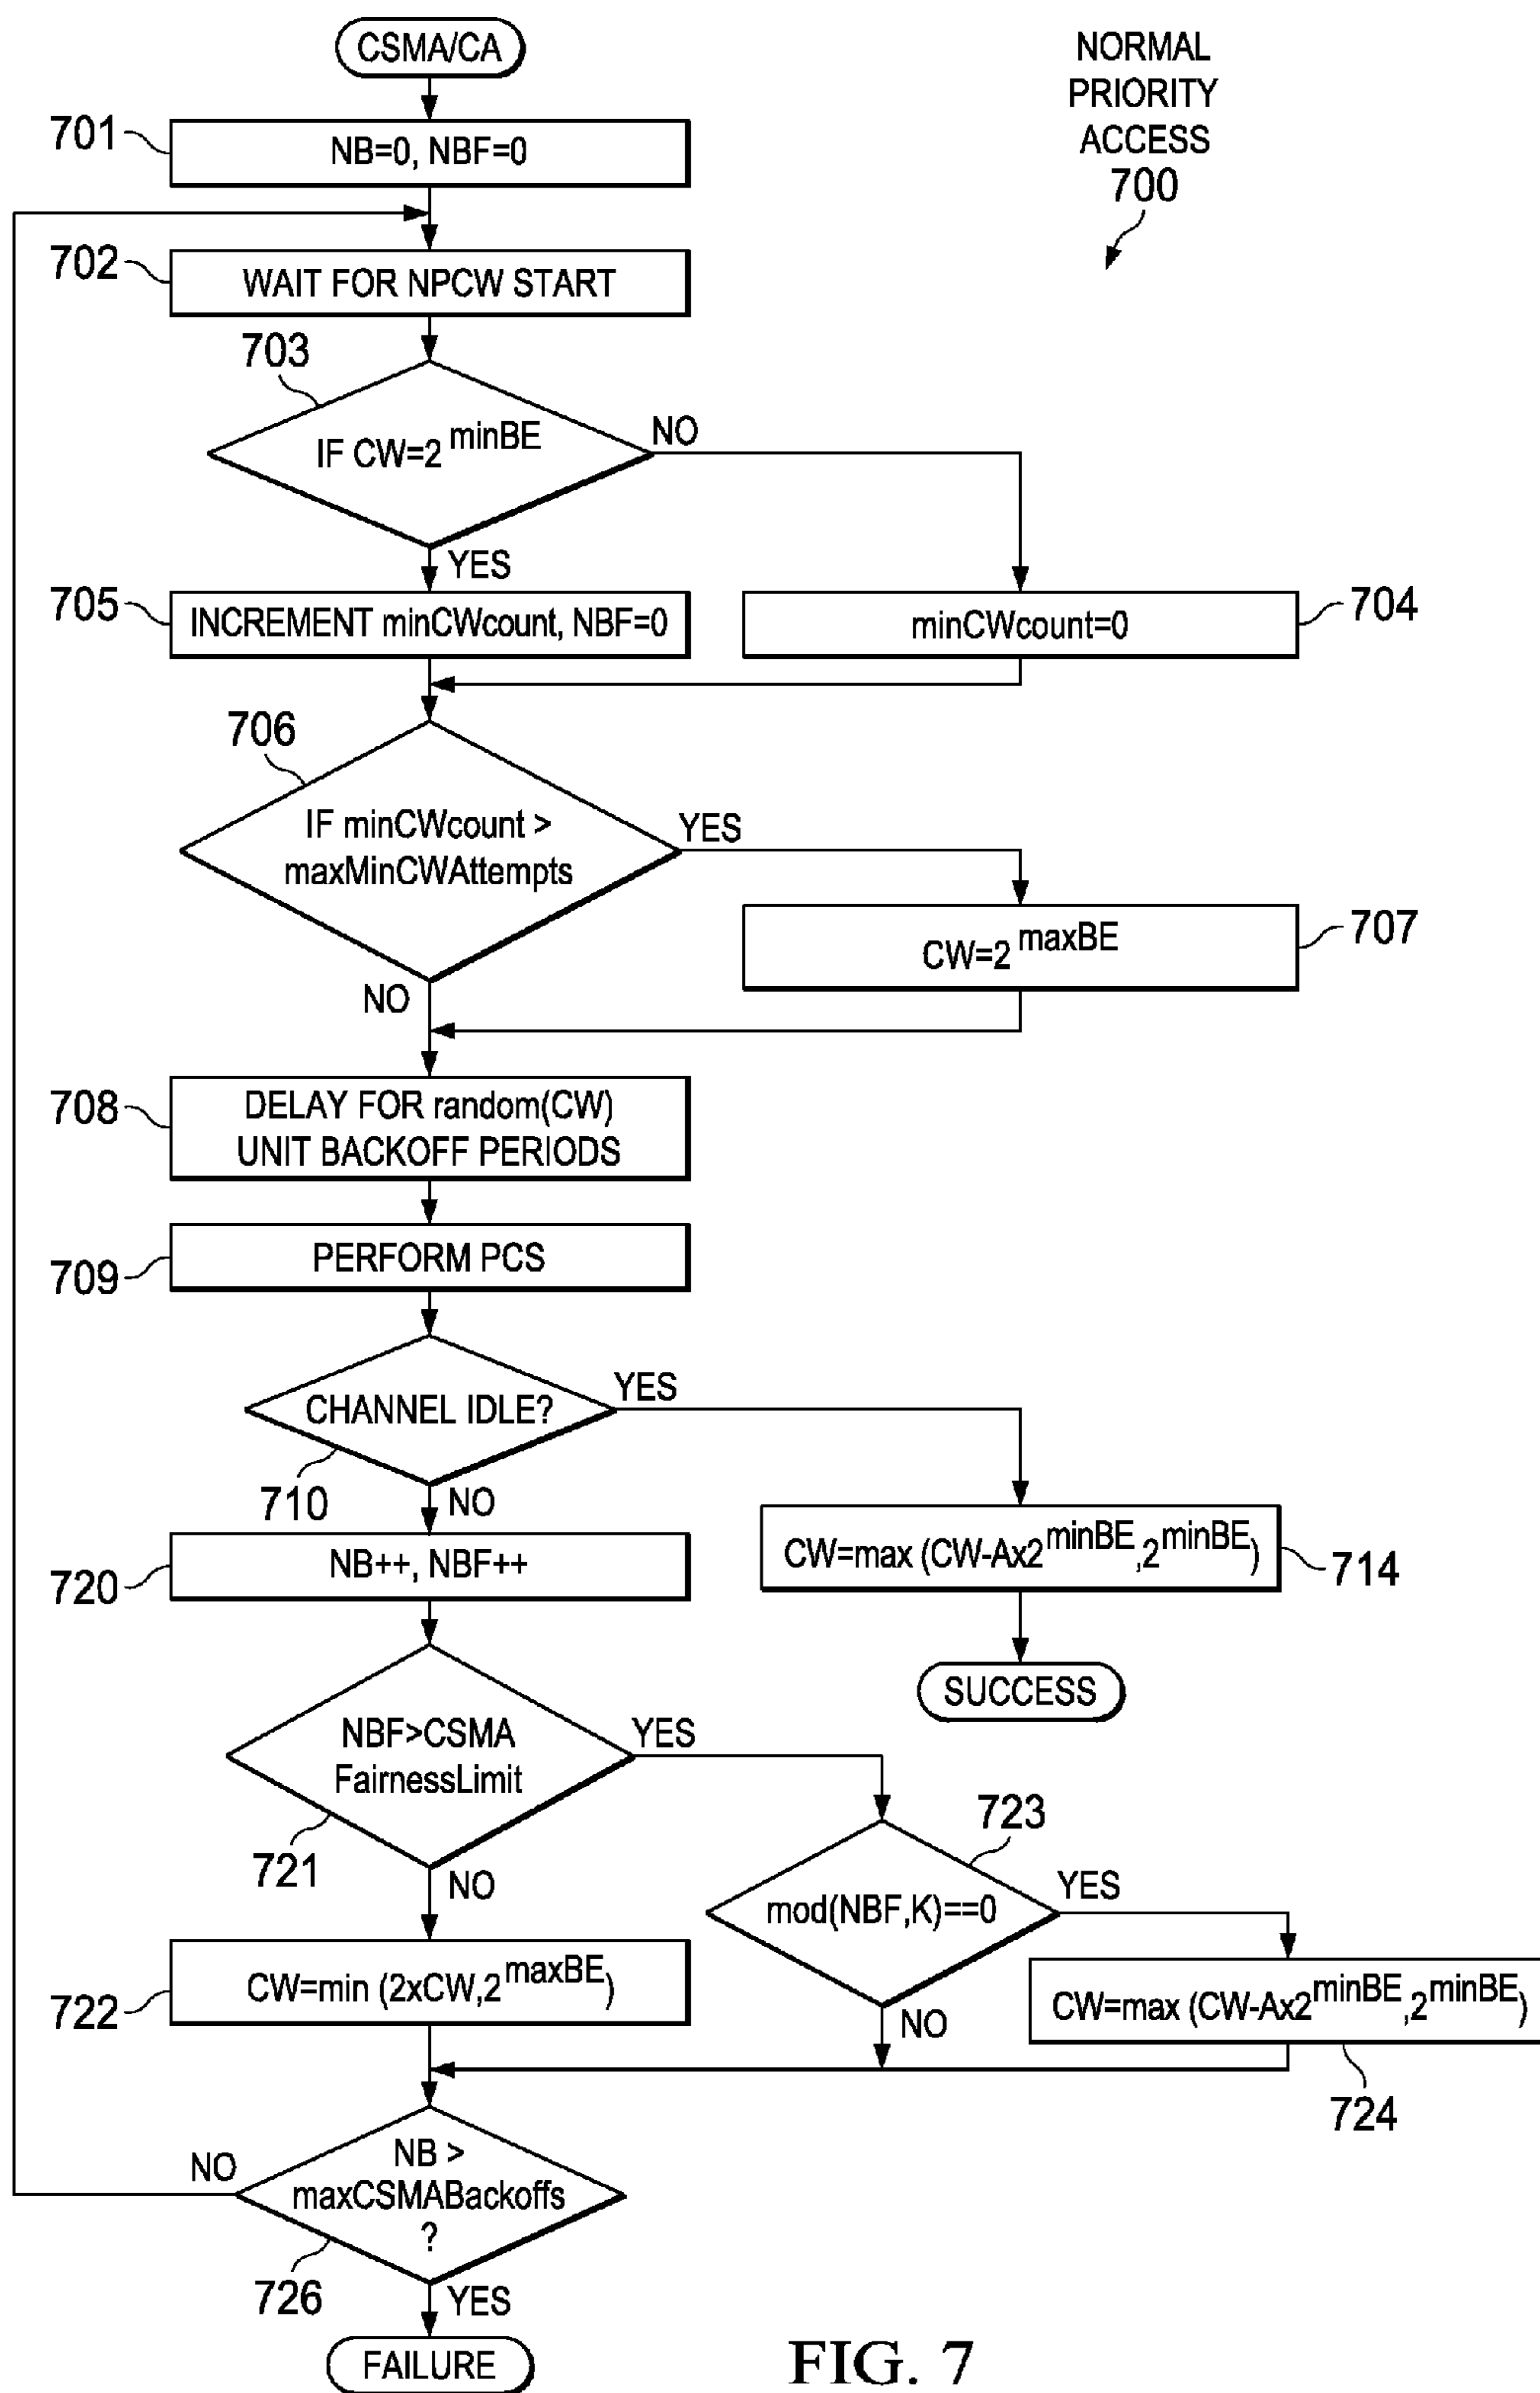 CSMA/CA
NORMAL
PRIORITY
ACCESS
700
701
NB=0, NBF=0
702
WAIT FOR NPCW START
703
IF CW=2^minBE
NO
YES
705
INCREMENT minCWcount, NBF=0
minCWcount=0
704
706
IF minCWcount >
maxMinCWAttempts
YES
CW=2^maxBE
707
NO
708
DELAY FOR random(CW)
UNIT BACKOFF PERIODS
709
PERFORM PCS
CHANNEL IDLE?
YES
710
NO
720
NB++, NBF++
CW=max (CW-Ax2^minBE,2^minBE)
714
SUCCESS
NBF>CSMA
FairnessLimit
YES
721
NO
723
mod(NBF,K)==0
YES
NO
722
CW=min (2xCW,2^maxBE)
CW=max (CW-Ax2^minBE,2^minBE)
724
NB >
maxCSMABackoffs
?
NO
726
YES
FAILURE
FIG. 7